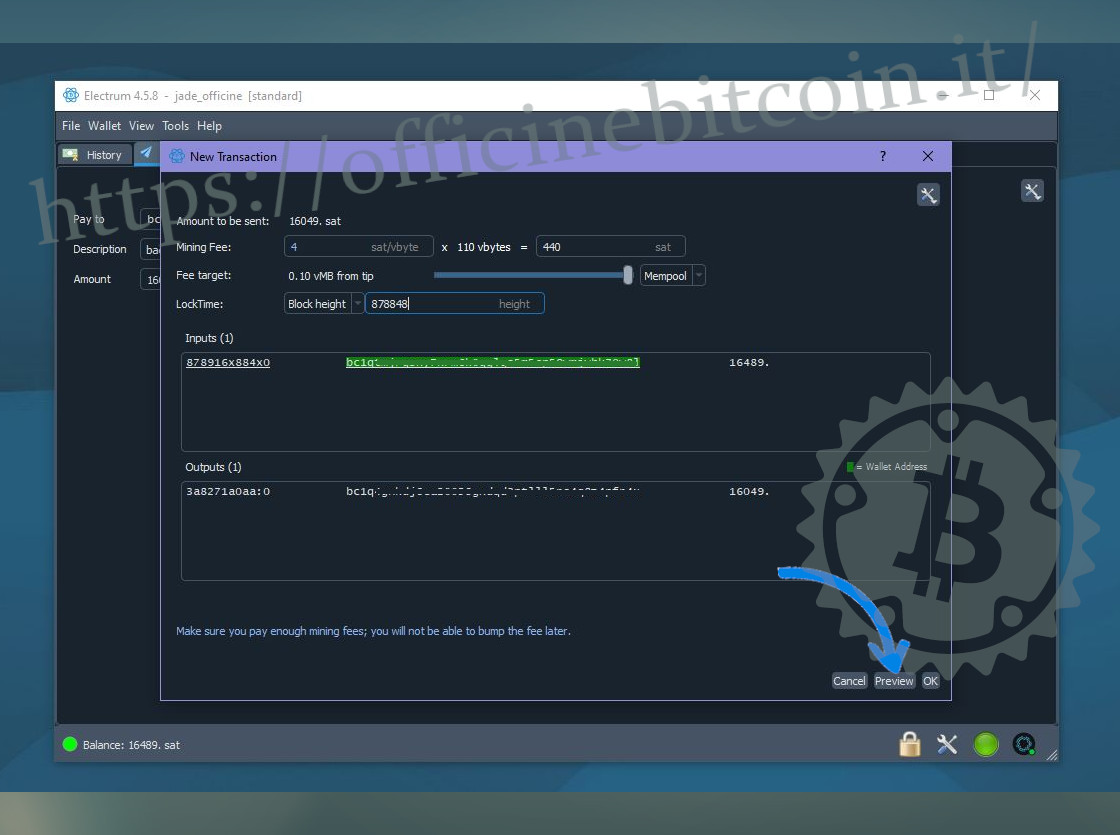 https://officinebitcoin.it/
Electrum 4.5.8 - jade_officine [standard]
File Wallet View Tools Help
History
New Transaction ?
Pay to bc
Description bac
Amount 160
Amount to be sent: 16049. sat
Mining Fee: 4 sat/vbyte x 110 vbytes = 440 sat
Fee target: 0.10 vMB from tip Mempool
LockTime: Block height 878848 height
Inputs (1)
878916x884x0 bc1q 16489.
Outputs (1) = Wallet Address
3a8271a0aa:0 bc1q 16049.
Make sure you pay enough mining fees; you will not be able to bump the fee later.
Cancel Preview OK
Balance: 16489. sat